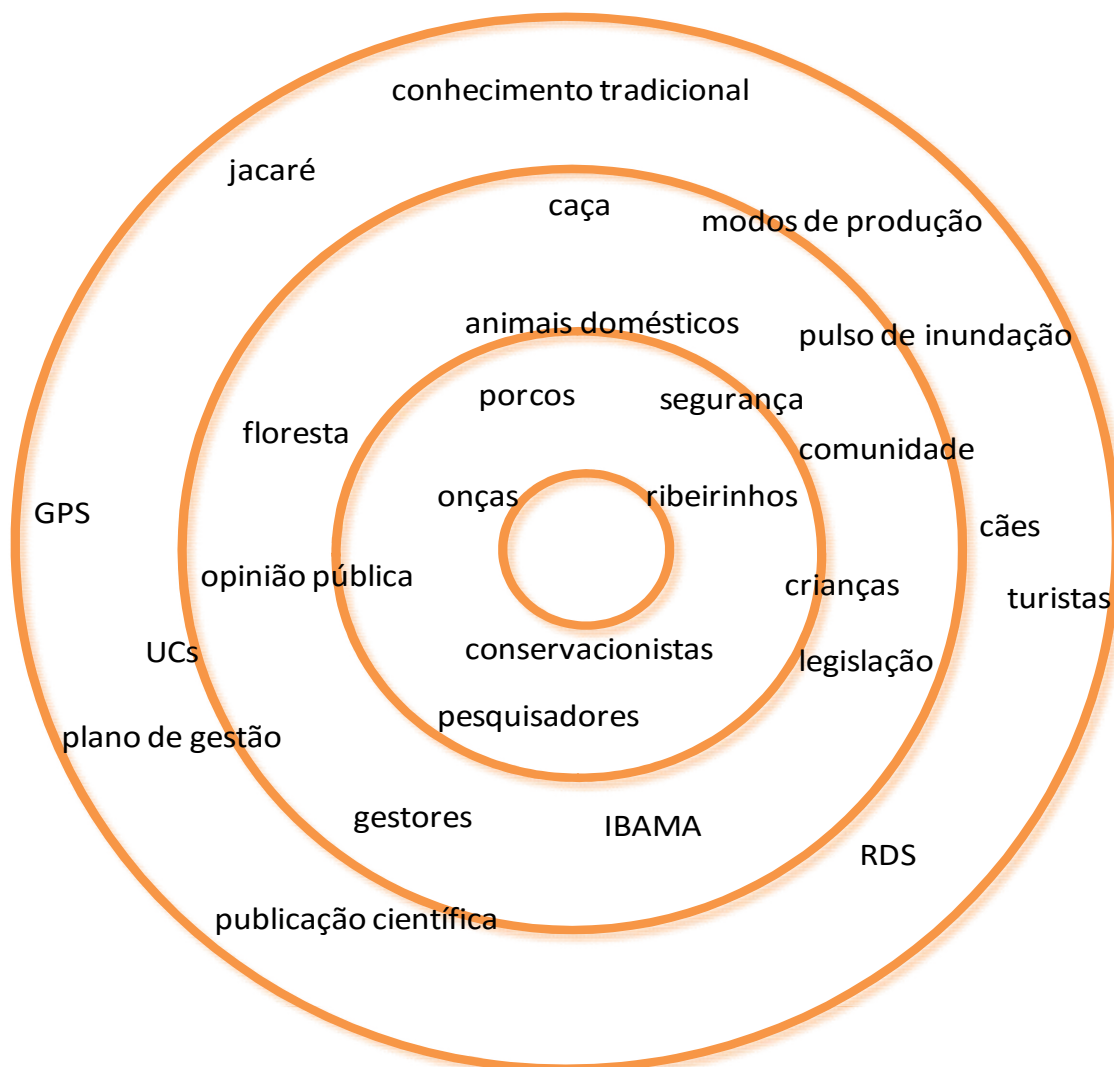 conhecimento tradicional
jacaré
caça
modos de produção
animais domésticos
pulso de inundação
porcos
segurança
floresta
comunidade
onças
ribeirinhos
GPS
cães
opinião pública
crianças
turistas
UCs
conservacionistas
legislação
pesquisadores
plano de gestão
gestores
IBAMA
RDS
publicação científica